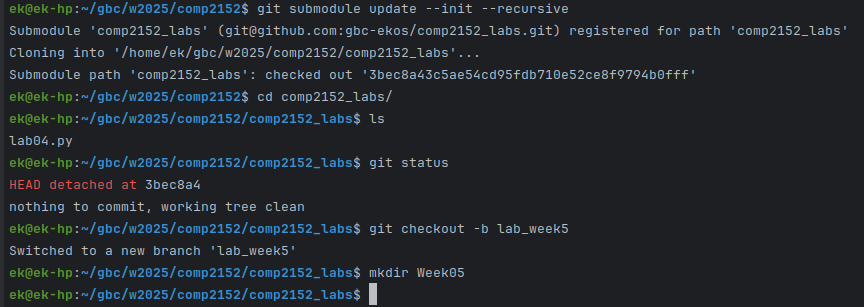 ek@ek-hp:~/gbc/w2025/comp2152$ git submodule update --init --recursive
Submodule 'comp2152_labs' (git@github.com:gbc-ekos/comp2152_labs.git) registered for path 'comp2152_labs'
Cloning into '/home/ek/gbc/w2025/comp2152/comp2152_labs'...
Submodule path 'comp2152_labs': checked out '3bec8a43c5ae54cd95fdb710e52ce8f9794b0fff'
ek@ek-hp:~/gbc/w2025/comp2152$ cd comp2152_labs/
ek@ek-hp:~/gbc/w2025/comp2152/comp2152_labs$ ls
lab04.py
ek@ek-hp:~/gbc/w2025/comp2152/comp2152_labs$ git status
HEAD detached at 3bec8a4
nothing to commit, working tree clean
ek@ek-hp:~/gbc/w2025/comp2152/comp2152_labs$ git checkout -b lab_week5
Switched to a new branch 'lab_week5'
ek@ek-hp:~/gbc/w2025/comp2152/comp2152_labs$ mkdir Week05
ek@ek-hp:~/gbc/w2025/comp2152/comp2152_labs$